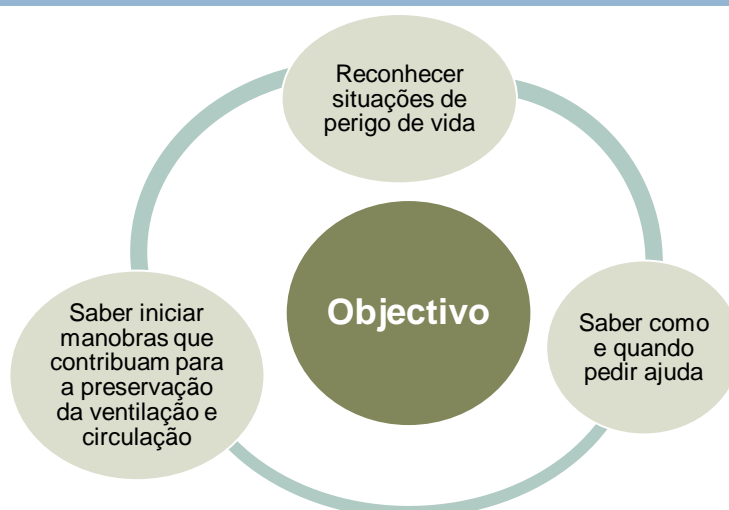 Reconhecer
situações de
perigo de vida
Objectivo
Saber como
e quando
pedir ajuda
Saber iniciar
manobras que
contribuam para
a preservação
da ventilação e
circulação